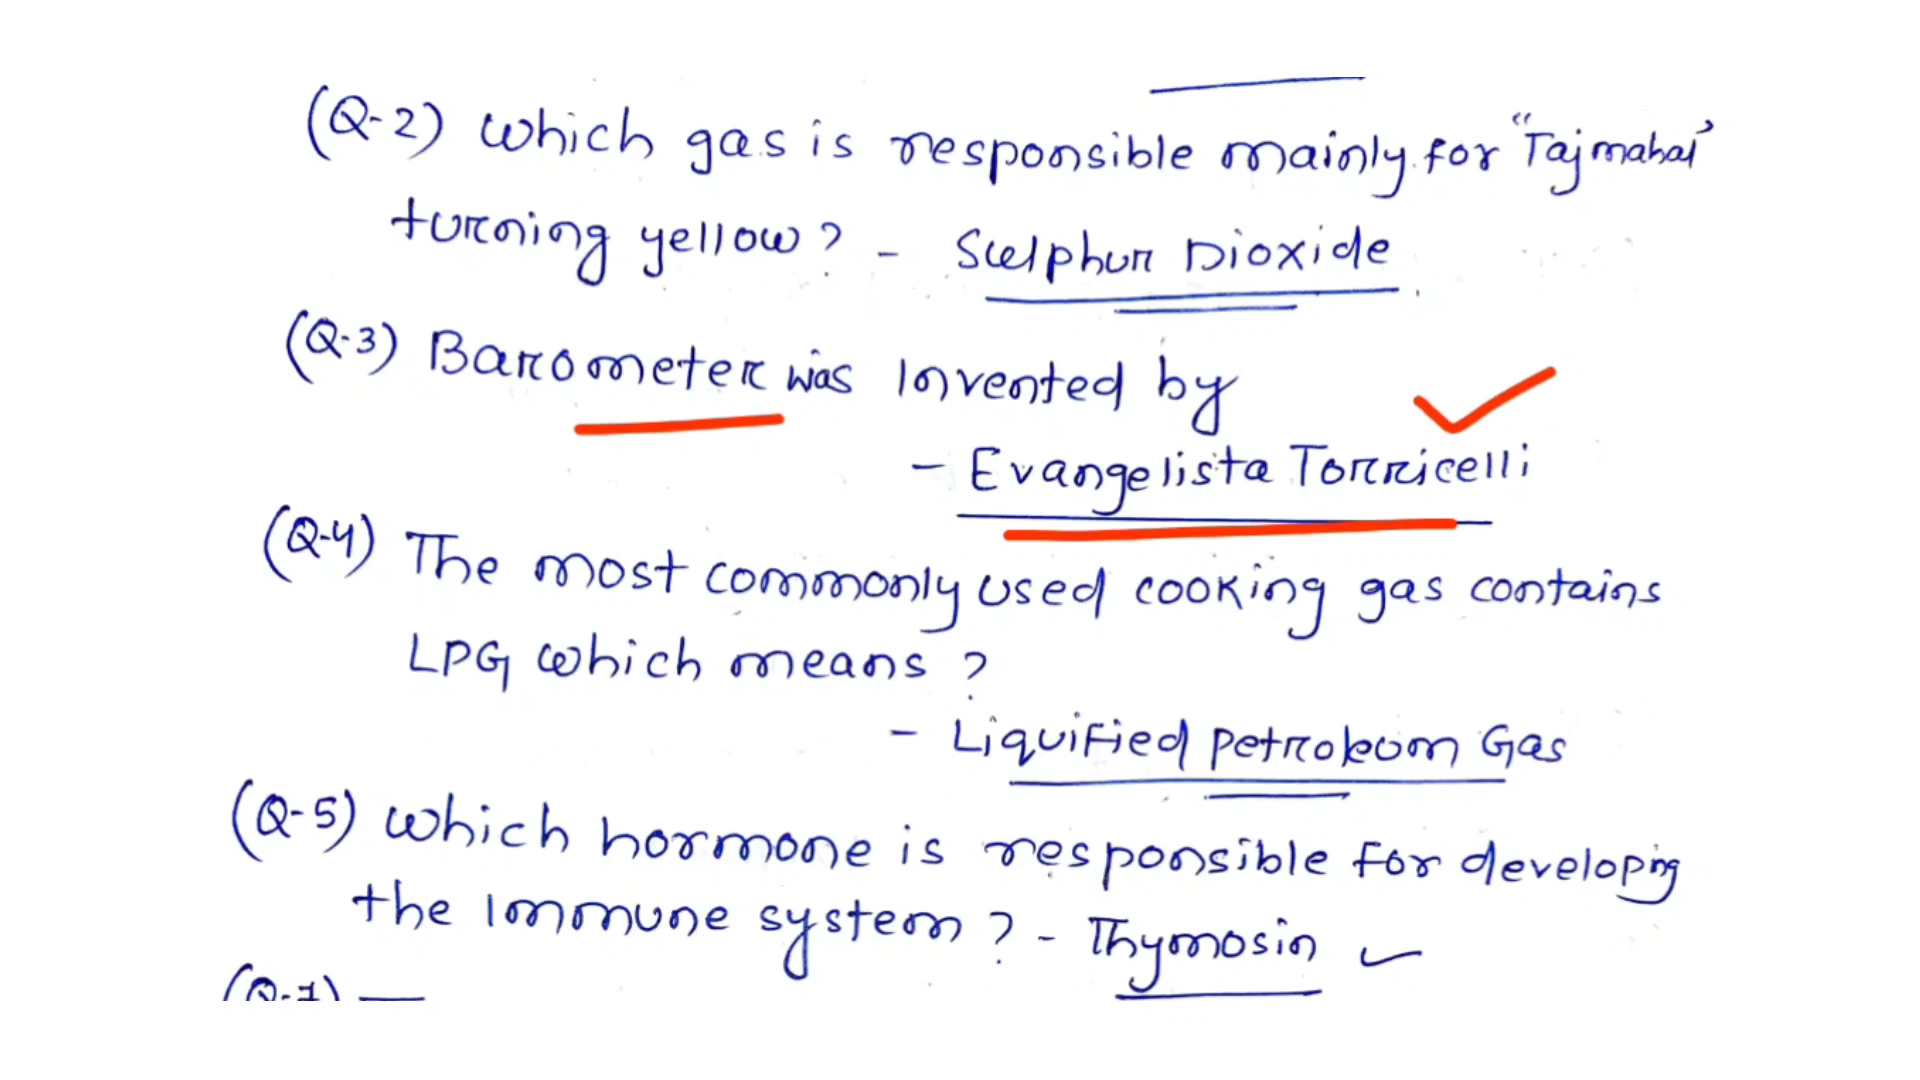 (Q-2) Which gas is responsible mainly for "Tajmahal"
turning yellow? - Sulphur Dioxide
(Q-3) Barometer was Invented by
- Evangelista Torricelli
(Q-4) The most commonly used cooking gas contains
LPG which means ?
- Liquified Petroleum Gas
(Q-5) Which hormone is responsible for developing
the Immune system ? - Thymosin